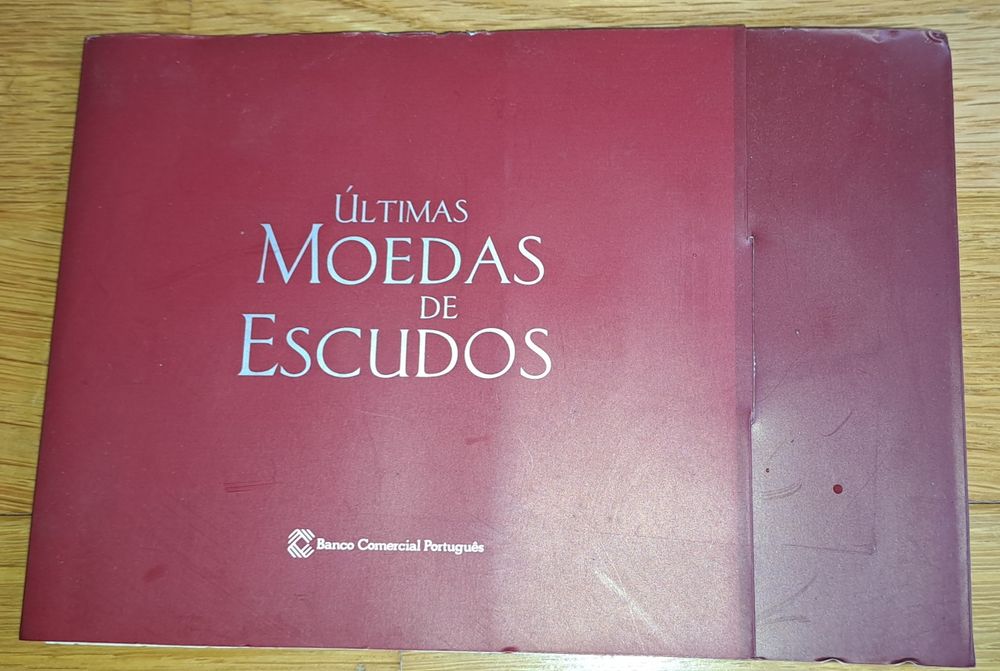 Últimas
Moedas
de
Escudos
Banco Comercial Português